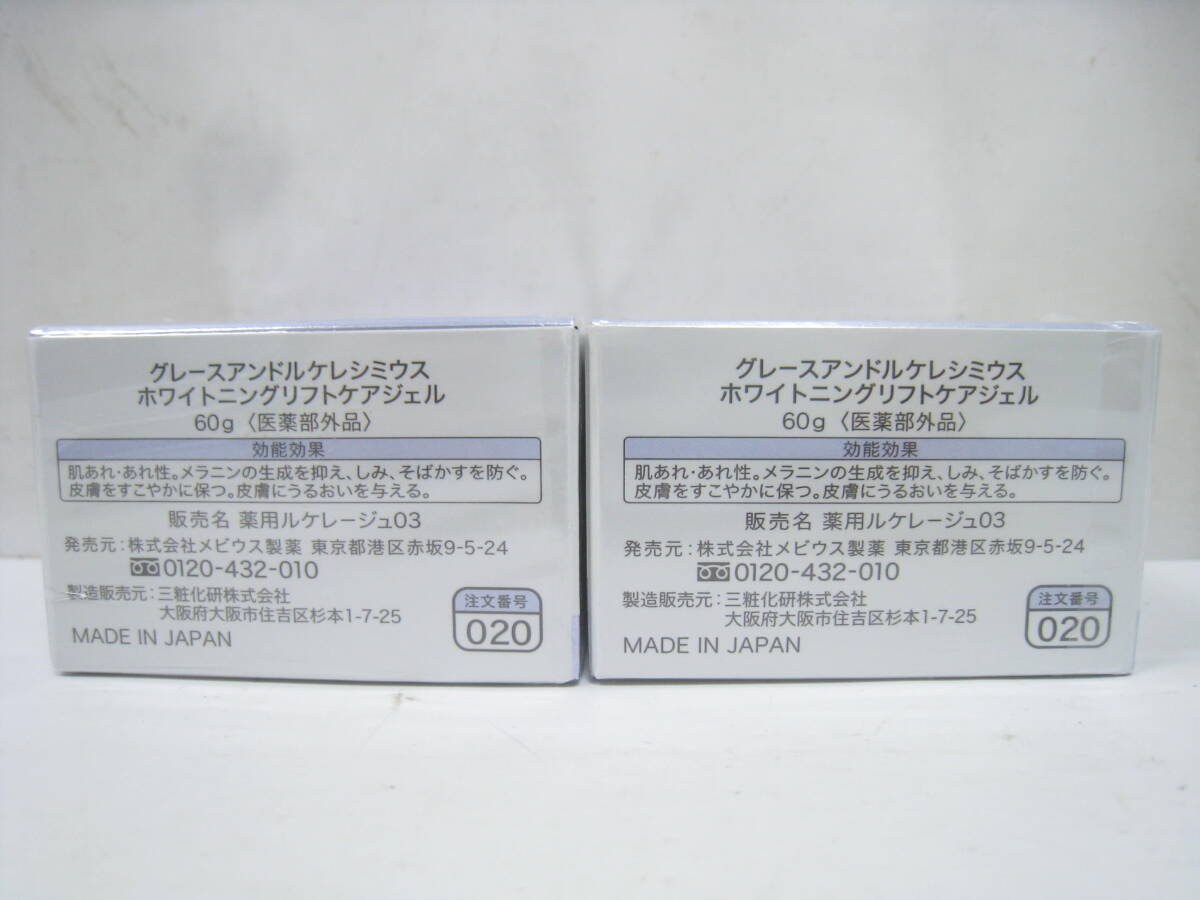 グレースアンドルケレシミウス
ホワイトニングリフトケアジェル
60g〈医薬部外品〉
効能効果
肌あれ・あれ性。メラニンの生成を抑え、しみ、そばかすを防ぐ。
皮膚をすこやかに保つ。皮膚にうるおいを与える。
販売名 薬用ルケレージュ03
発売元：株式会社メビウス製薬 東京都港区赤坂9-5-24
0120-432-010
製造販売元：三粧化研株式会社
大阪府大阪市住吉区杉本1-7-25
MADE IN JAPAN
注文番号
020
グレースアンドルケレシミウス
ホワイトニングリフトケアジェル
60g〈医薬部外品〉
効能効果
肌あれ・あれ性。メラニンの生成を抑え、しみ、そばかすを防ぐ。
皮膚をすこやかに保つ。皮膚にうるおいを与える。
販売名 薬用ルケレージュ03
発売元：株式会社メビウス製薬 東京都港区赤坂9-5-24
0120-432-010
製造販売元：三粧化研株式会社
大阪府大阪市住吉区杉本1-7-25
MADE IN JAPAN
注文番号
020